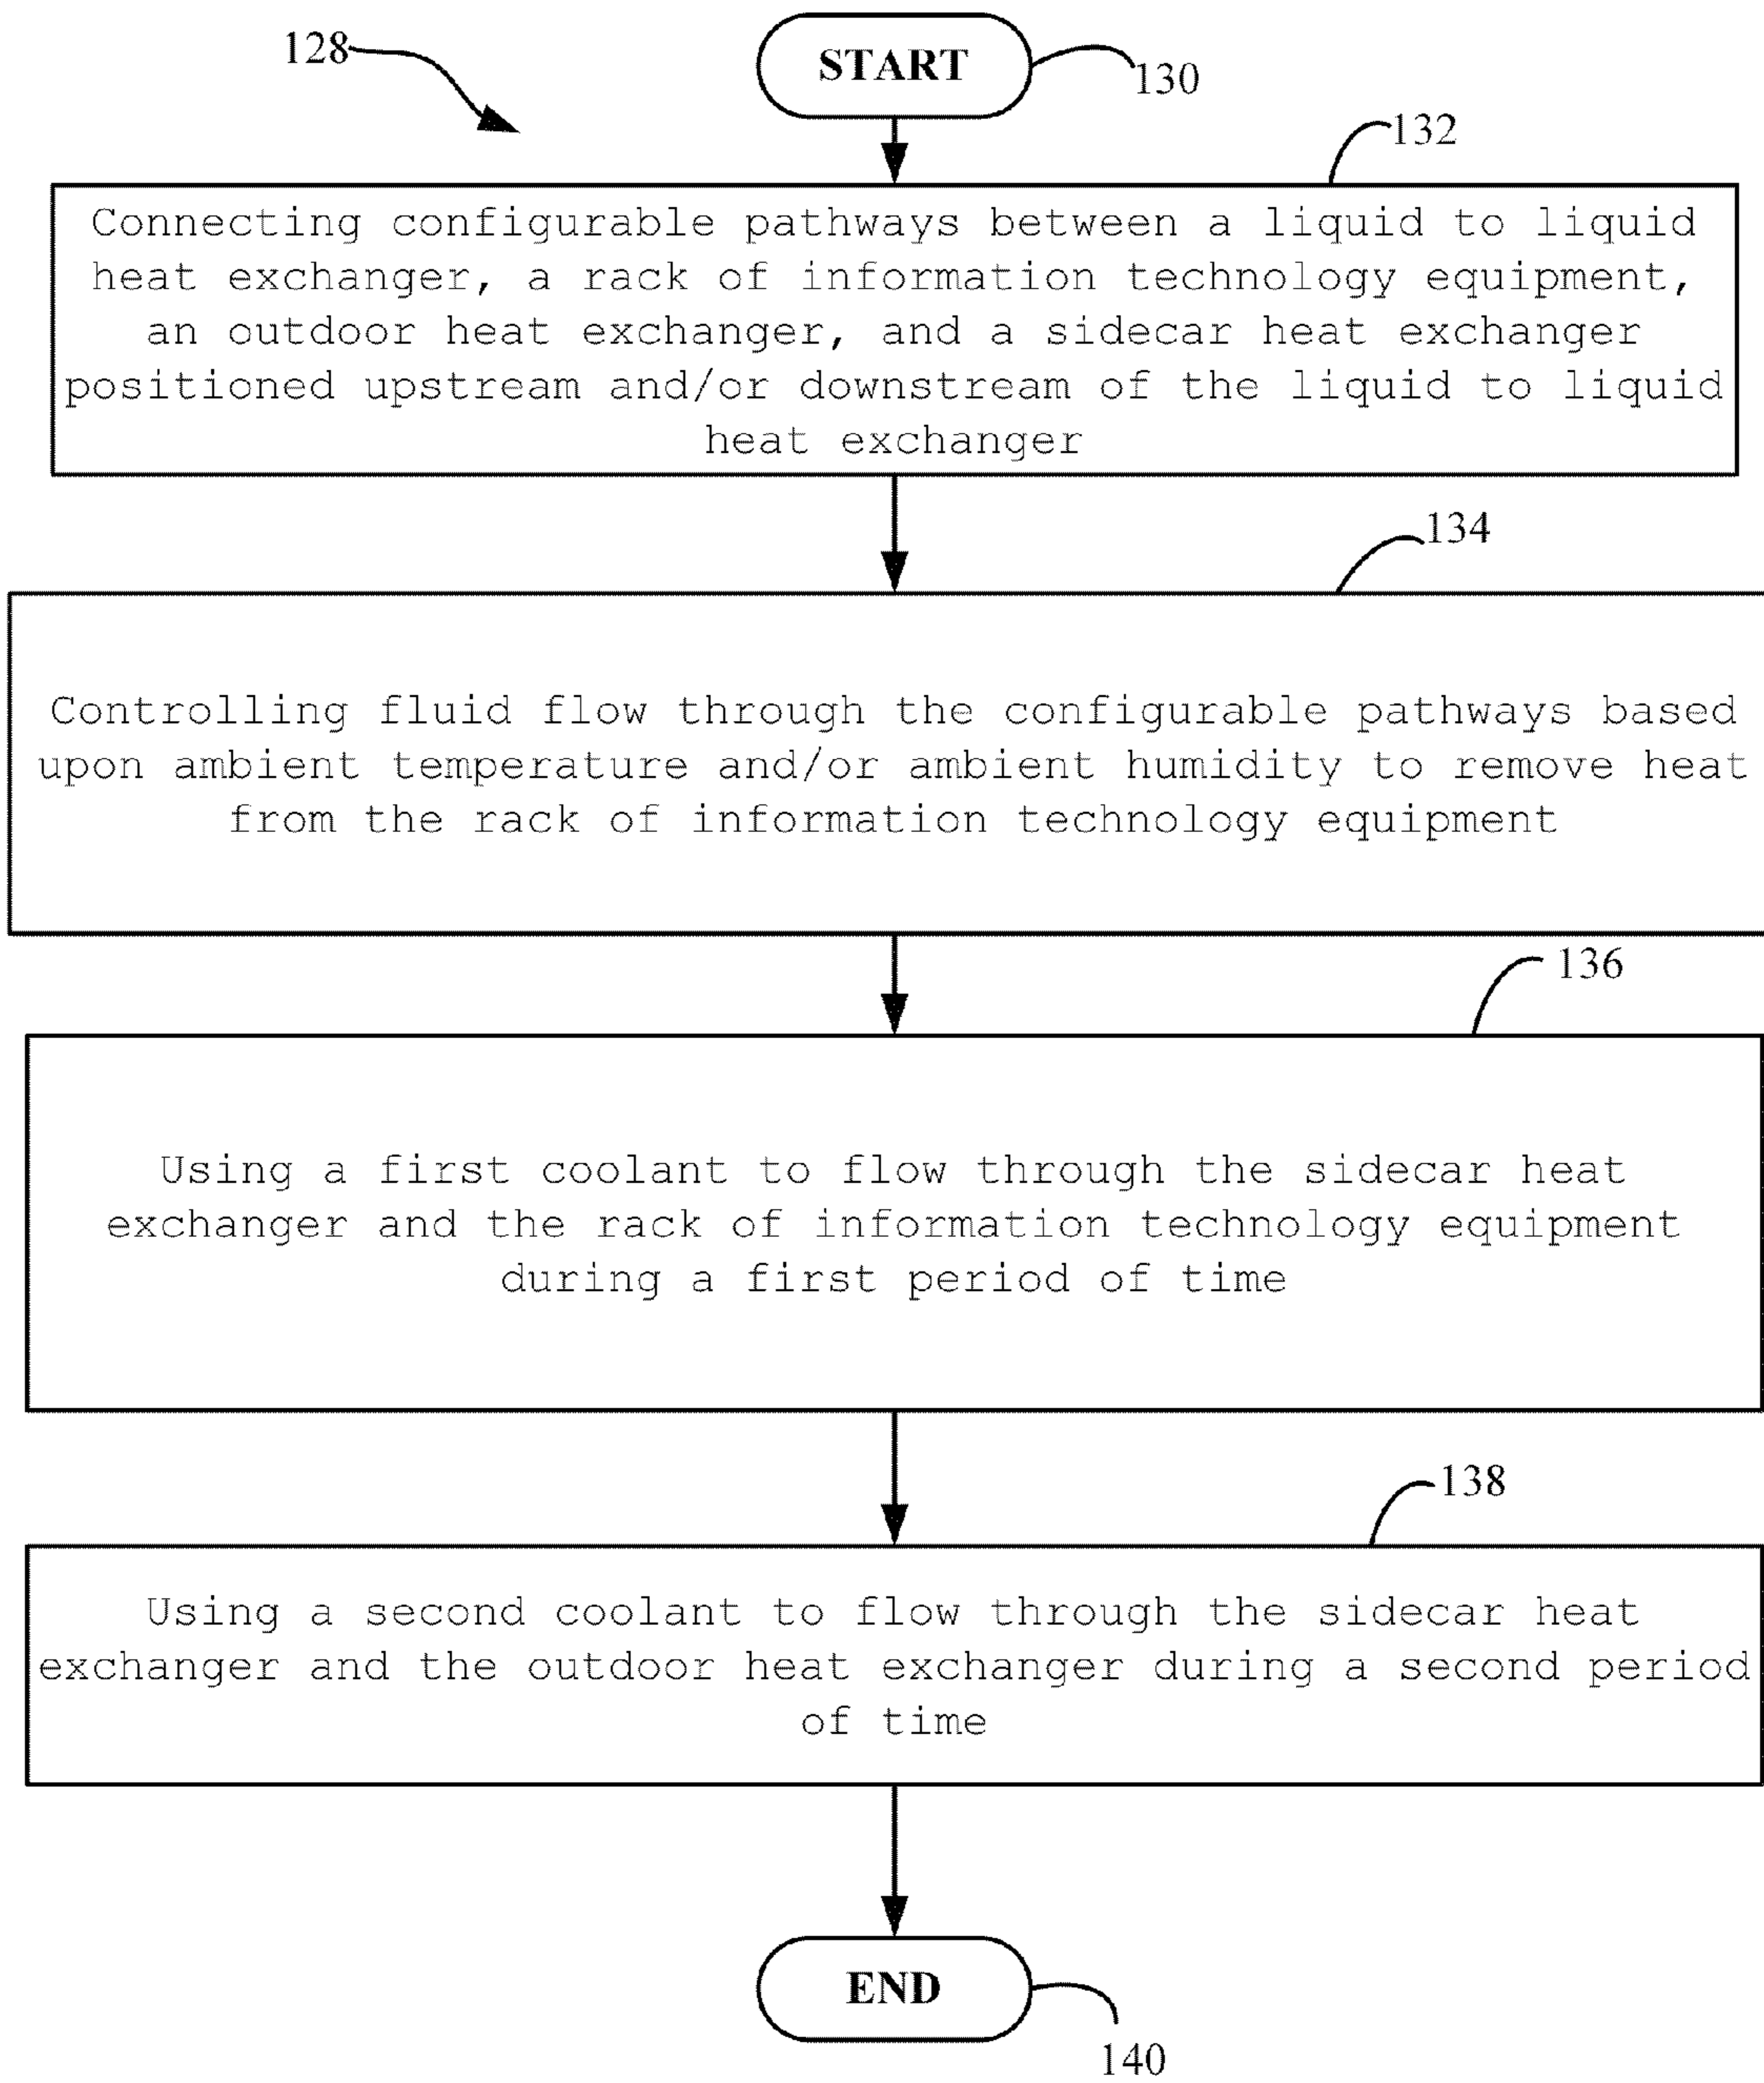 128
START
130
132
Connecting configurable pathways between a liquid to liquid
heat exchanger, a rack of information technology equipment,
an outdoor heat exchanger, and a sidecar heat exchanger
positioned upstream and/or downstream of the liquid to liquid
heat exchanger
134
Controlling fluid flow through the configurable pathways based
upon ambient temperature and/or ambient humidity to remove heat
from the rack of information technology equipment
136
Using a first coolant to flow through the sidecar heat
exchanger and the rack of information technology equipment
during a first period of time
138
Using a second coolant to flow through the sidecar heat
exchanger and the outdoor heat exchanger during a second period
of time
END
140